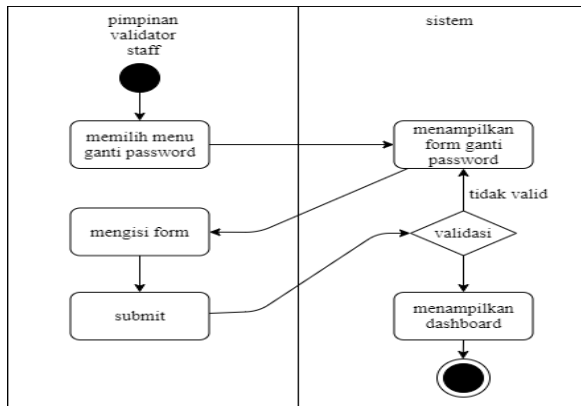 pimpinan
validator
staff
sistem
memilih menu
ganti password
menampilkan
form ganti
password
tidak valid
mengisi form
validasi
submit
menampilkan
dashboard